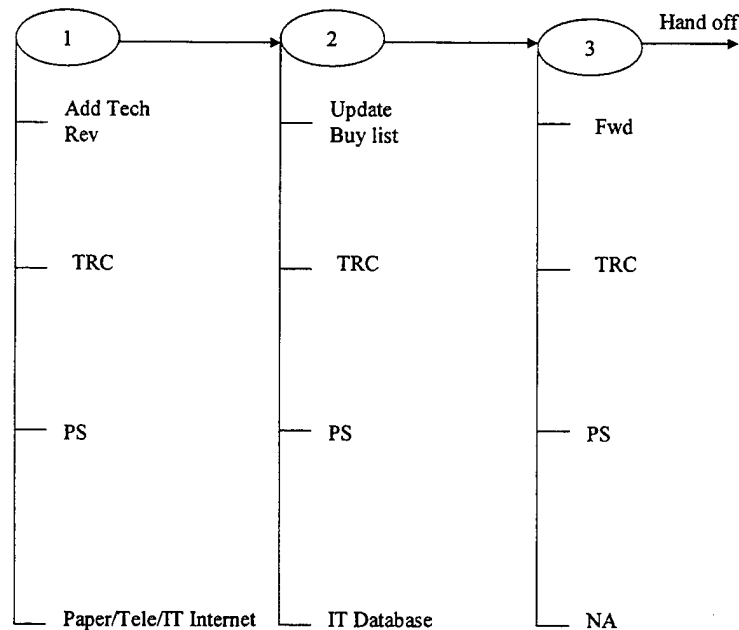 1
2
3
Hand off
Add Tech
Rev
Update
Buy list
Fwd
TRC
TRC
TRC
PS
PS
PS
Paper/Tele/IT Internet
IT Database
NA